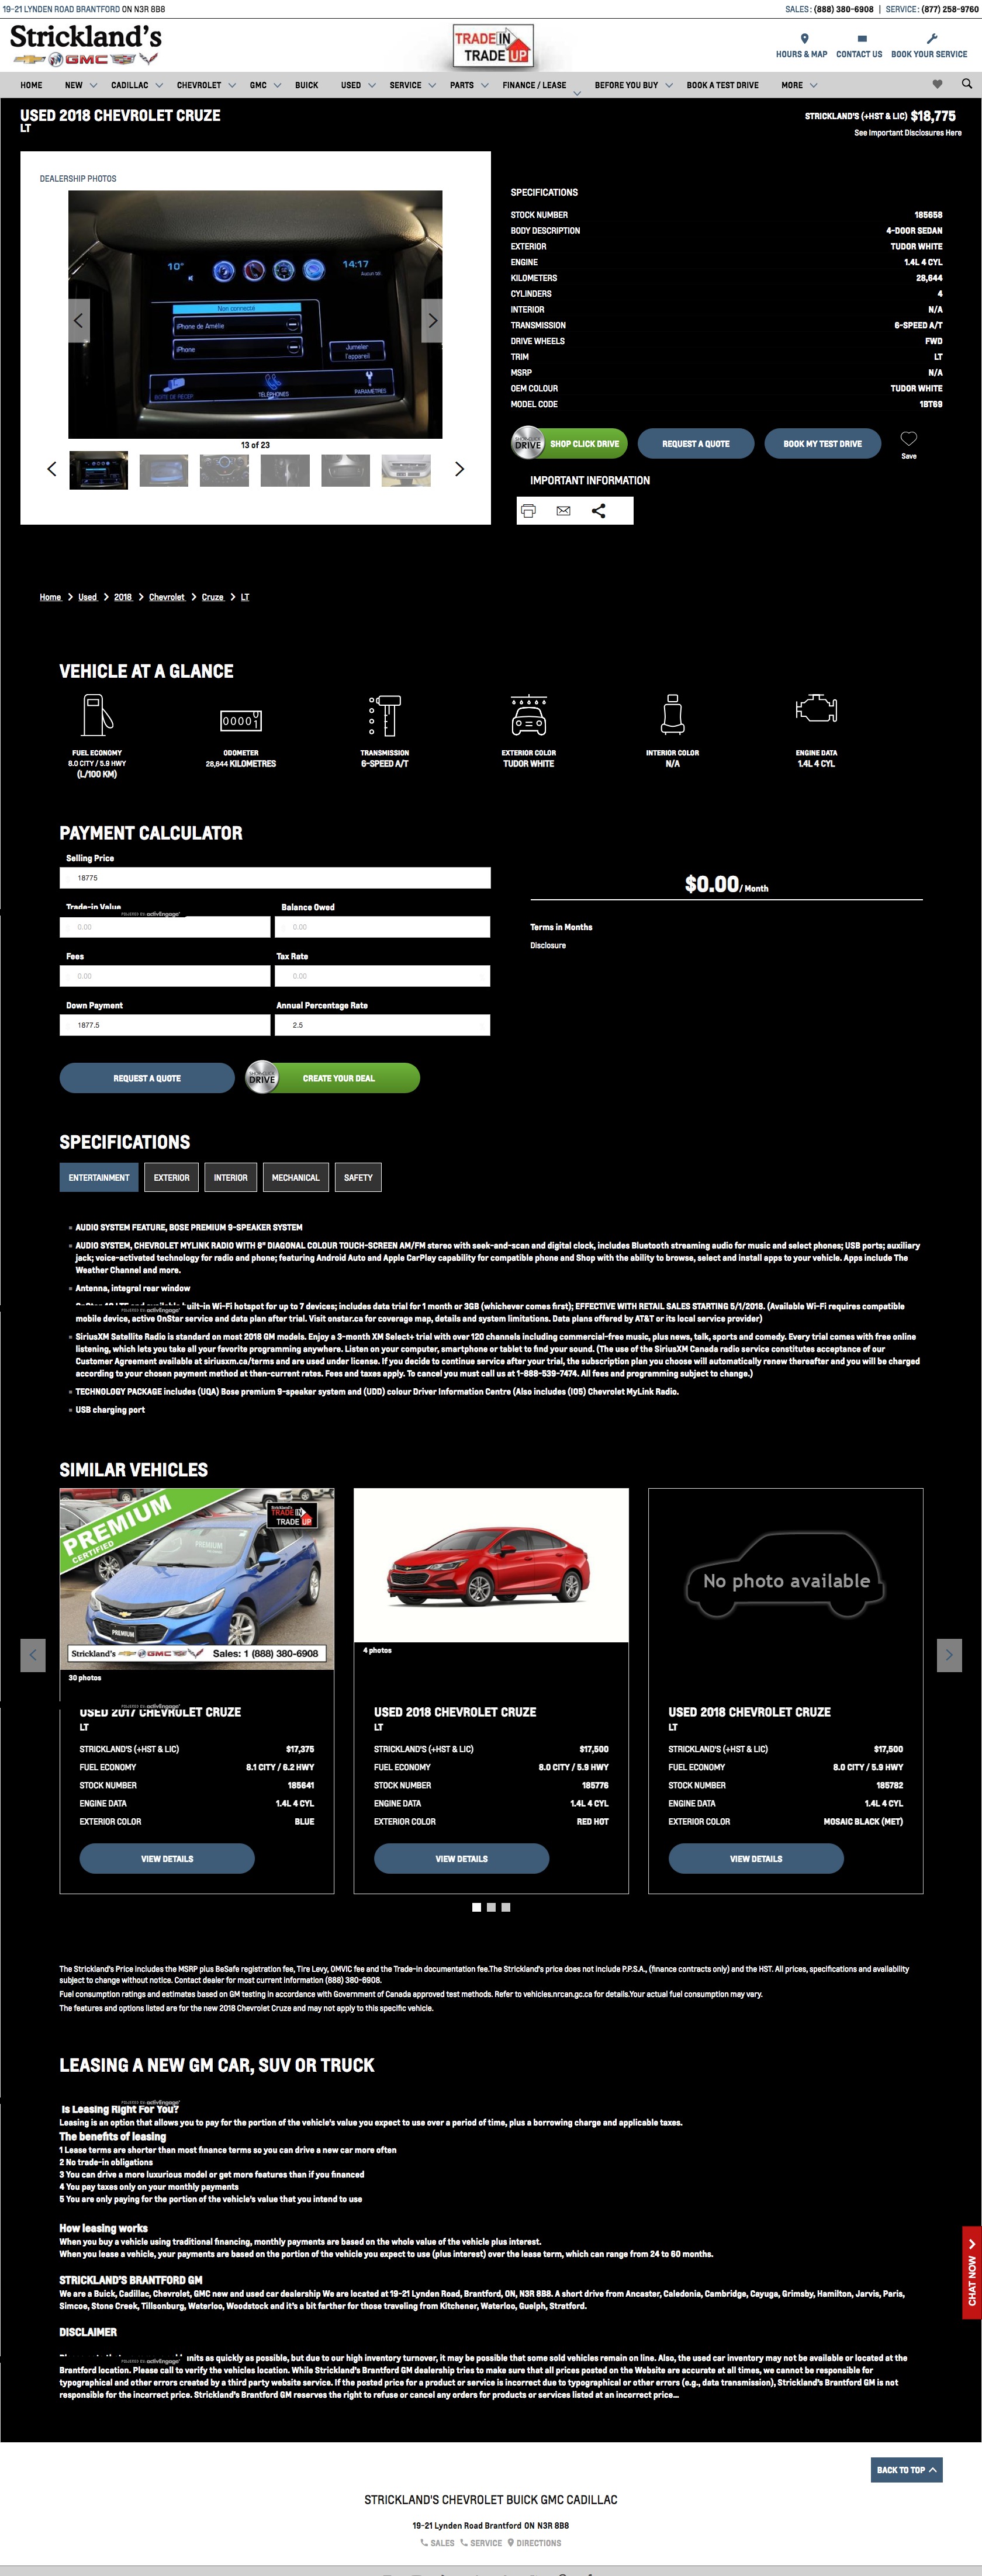 19-21 LYNDEN ROAD BRANTFORD ON N3R 8B8
SALES: (888) 380-6908 | SERVICE: (877) 258-9760
Strickland's
GMC
TRADE IN
TRADE UP
HOURS & MAP
CONTACT US
BOOK YOUR SERVICE
HOME NEW CADILLAC CHEVROLET GMC BUICK USED SERVICE PARTS FINANCE / LEASE BEFORE YOU BUY BOOK A TEST DRIVE MORE
USED 2018 CHEVROLET CRUZE
LT
STRICKLAND'S (+HST & LIC) $18,775
See Important Disclosures Here
DEALERSHIP PHOTOS
10°
14:17
Aucun titre
Non connecté
iPhone de Amélie
iPhone
Jumeler
l'appareil
BOITE DE RECEP
TELEPHONES
PARAMETRES
13 of 23
SPECIFICATIONS
STOCK NUMBER 185658
BODY DESCRIPTION 4-DOOR SEDAN
EXTERIOR TUDOR WHITE
ENGINE 1.4L 4 CYL
KILOMETERS 28,644
CYLINDERS 4
INTERIOR N/A
TRANSMISSION 6-SPEED A/T
DRIVE WHEELS FWD
TRIM LT
MSRP N/A
OEM COLOUR TUDOR WHITE
MODEL CODE 1BT69
DRIVE
SHOP CLICK DRIVE
REQUEST A QUOTE
BOOK MY TEST DRIVE
Save
IMPORTANT INFORMATION
Home Used 2018 Chevrolet Cruze LT
VEHICLE AT A GLANCE
00001
FUEL ECONOMY
8.0 CITY / 5.9 HWY
(L/100 KM)
ODOMETER
28,644 KILOMETRES
TRANSMISSION
6-SPEED A/T
EXTERIOR COLOR
TUDOR WHITE
INTERIOR COLOR
N/A
ENGINE DATA
1.4L 4 CYL
PAYMENT CALCULATOR
Selling Price
18775
$0.00 / Month
Trade-in Value
Balance Owed
POWERED BY activEngage
0.00
0.00
Terms in Months
Disclosure
Fees
Tax Rate
0.00
0.00
Down Payment
Annual Percentage Rate
1877.5
2.5
REQUEST A QUOTE
DRIVE
CREATE YOUR DEAL
SPECIFICATIONS
ENTERTAINMENT EXTERIOR INTERIOR MECHANICAL SAFETY
AUDIO SYSTEM FEATURE, BOSE PREMIUM 9-SPEAKER SYSTEM
AUDIO SYSTEM, CHEVROLET MYLINK RADIO WITH 8" DIAGONAL COLOUR TOUCH-SCREEN AM/FM stereo with seek-and-scan and digital clock, includes Bluetooth streaming audio for music and select phones; USB ports; auxiliary
jack; voice-activated technology for radio and phone; featuring Android Auto and Apple CarPlay capability for compatible phone and Shop with the ability to browse, select and install apps to your vehicle. Apps include The
Weather Channel and more.
Antenna, integral rear window
built-in Wi-Fi hotspot for up to 7 devices; includes data trial for 1 month or 3GB (whichever comes first); EFFECTIVE WITH RETAIL SALES STARTING 5/1/2018. (Available Wi-Fi requires compatible
POWERED BY activEngage
mobile device, active OnStar service and data plan after trial. Visit onstar.ca for coverage map, details and system limitations. Data plans offered by AT&T or its local service provider)
SiriusXM Satellite Radio is standard on most 2018 GM models. Enjoy a 3-month XM Select+ trial with over 120 channels including commercial-free music, plus news, talk, sports and comedy. Every trial comes with free online
listening, which lets you take all your favorite programming anywhere. Listen on your computer, smartphone or tablet to find your sound. (The use of the SiriusXM Canada radio service constitutes acceptance of our
Customer Agreement available at siriusxm.ca/terms and are used under license. If you decide to continue service after your trial, the subscription plan you choose will automatically renew thereafter and you will be charged
according to your chosen payment method at then-current rates. Fees and taxes apply. To cancel you must call us at 1-888-539-7474. All fees and programming subject to change.)
TECHNOLOGY PACKAGE includes (UQA) Bose premium 9-speaker system and (UDD) colour Driver Information Centre (Also includes (IO5) Chevrolet MyLink Radio.
USB charging port
SIMILAR VEHICLES
PREMIUM
CERTIFIED
Strickland's
TRADE IN
TRADE UP
PREMIUM
PREMIUM
Strickland's GMC Sales: 1 (888) 380-6908
No photo available
30 photos
4 photos
POWERED BY activEngage
USED 2017 CHEVROLET CRUZE
LT
STRICKLAND'S (+HST & LIC) $17,375
FUEL ECONOMY 8.1 CITY / 6.2 HWY
STOCK NUMBER 185641
ENGINE DATA 1.4L 4 CYL
EXTERIOR COLOR BLUE
VIEW DETAILS
USED 2018 CHEVROLET CRUZE
LT
STRICKLAND'S (+HST & LIC) $17,500
FUEL ECONOMY 8.0 CITY / 5.9 HWY
STOCK NUMBER 185776
ENGINE DATA 1.4L 4 CYL
EXTERIOR COLOR RED HOT
VIEW DETAILS
USED 2018 CHEVROLET CRUZE
LT
STRICKLAND'S (+HST & LIC) $17,500
FUEL ECONOMY 8.0 CITY / 5.9 HWY
STOCK NUMBER 185782
ENGINE DATA 1.4L 4 CYL
EXTERIOR COLOR MOSAIC BLACK (MET)
VIEW DETAILS
The Strickland's Price includes the MSRP plus BeSafe registration fee, Tire Levy, OMVIC fee and the Trade-in documentation fee.The Strickland's price does not include P.P.S.A., (finance contracts only) and the HST. All prices, specifications and availability
subject to change without notice. Contact dealer for most current information (888) 380-6908.
Fuel consumption ratings and estimates based on GM testing in accordance with Government of Canada approved test methods. Refer to vehicles.nrcan.gc.ca for details.Your actual fuel consumption may vary.
The features and options listed are for the new 2018 Chevrolet Cruze and may not apply to this specific vehicle.
LEASING A NEW GM CAR, SUV OR TRUCK
POWERED BY activEngage
Is Leasing Right For You?
Leasing is an option that allows you to pay for the portion of the vehicle's value you expect to use over a period of time, plus a borrowing charge and applicable taxes.
The benefits of leasing
1 Lease terms are shorter than most finance terms so you can drive a new car more often
2 No trade-in obligations
3 You can drive a more luxurious model or get more features than if you financed
4 You pay taxes only on your monthly payments
5 You are only paying for the portion of the vehicle's value that you intend to use
How leasing works
When you buy a vehicle using traditional financing, monthly payments are based on the whole value of the vehicle plus interest.
When you lease a vehicle, your payments are based on the portion of the vehicle you expect to use (plus interest) over the lease term, which can range from 24 to 60 months.
CHAT NOW
STRICKLAND'S BRANTFORD GM
We are a Buick, Cadillac, Chevrolet, GMC new and used car dealership We are located at 19-21 Lynden Road, Brantford, ON, N3R 8B8. A short drive from Ancaster, Caledonia, Cambridge, Cayuga, Grimsby, Hamilton, Jarvis, Paris,
Simcoe, Stone Creek, Tillsonburg, Waterloo, Woodstock and it's a bit farther for those traveling from Kitchener, Waterloo, Guelph, Stratford.
DISCLAIMER
units as quickly as possible, but due to our high inventory turnover, it may be possible that some sold vehicles remain on line. Also, the used car inventory may not be available or located at the
POWERED BY activEngage
Brantford location. Please call to verify the vehicles location. While Strickland's Brantford GM dealership tries to make sure that all prices posted on the Website are accurate at all times, we cannot be responsible for
typographical and other errors created by a third party website service. If the posted price for a product or service is incorrect due to typographical or other errors (e.g., data transmission), Strickland's Brantford GM is not
responsible for the incorrect price. Strickland's Brantford GM reserves the right to refuse or cancel any orders for products or services listed at an incorrect price...
BACK TO TOP
STRICKLAND'S CHEVROLET BUICK GMC CADILLAC
19-21 Lynden Road Brantford ON N3R 8B8
SALES SERVICE DIRECTIONS